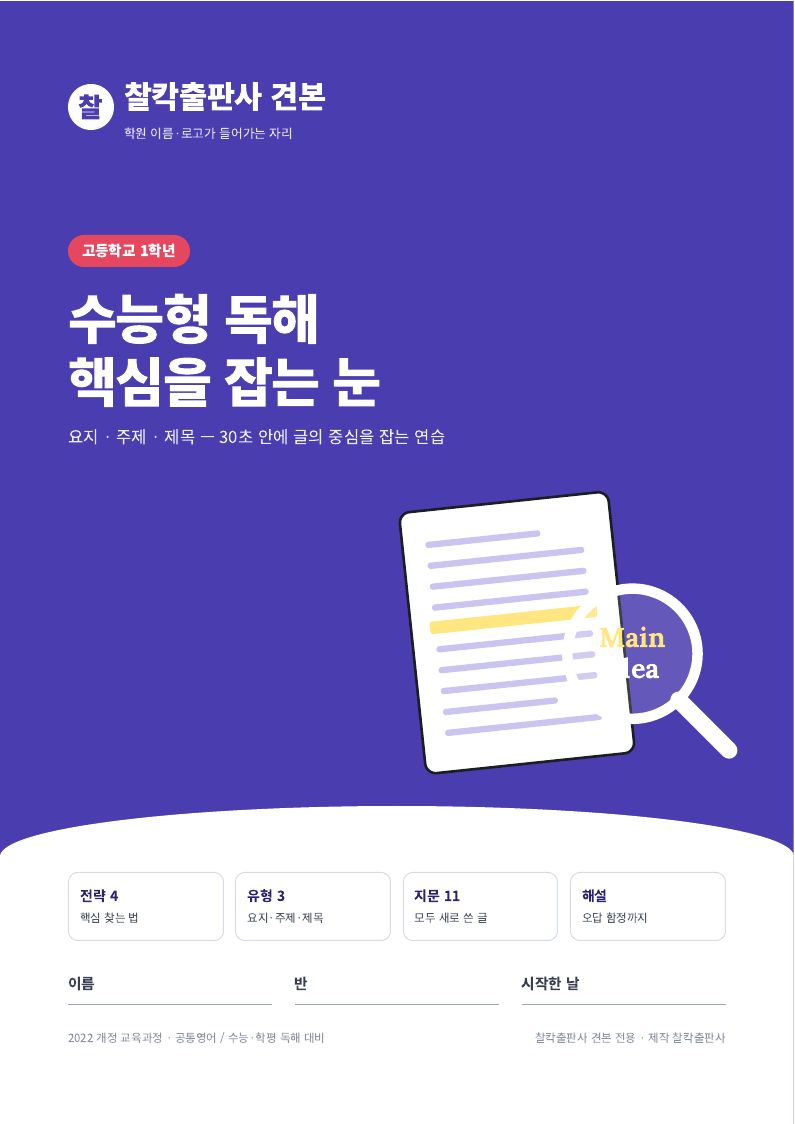 찰
찰칵출판사 견본
학원 이름·로고가 들어가는 자리
고등학교 1학년
수능형 독해
핵심을 잡는 눈
요지 · 주제 · 제목 — 30초 안에 글의 중심을 잡는 연습
Main
lea
전략 4
핵심 찾는 법
유형 3
요지·주제·제목
지문 11
모두 새로 쓴 글
해설
오답 함정까지
이름
반
시작한 날
2022 개정 교육과정 · 공통영어 / 수능·학평 독해 대비
찰칵출판사 견본 전용 · 제작 찰칵출판사